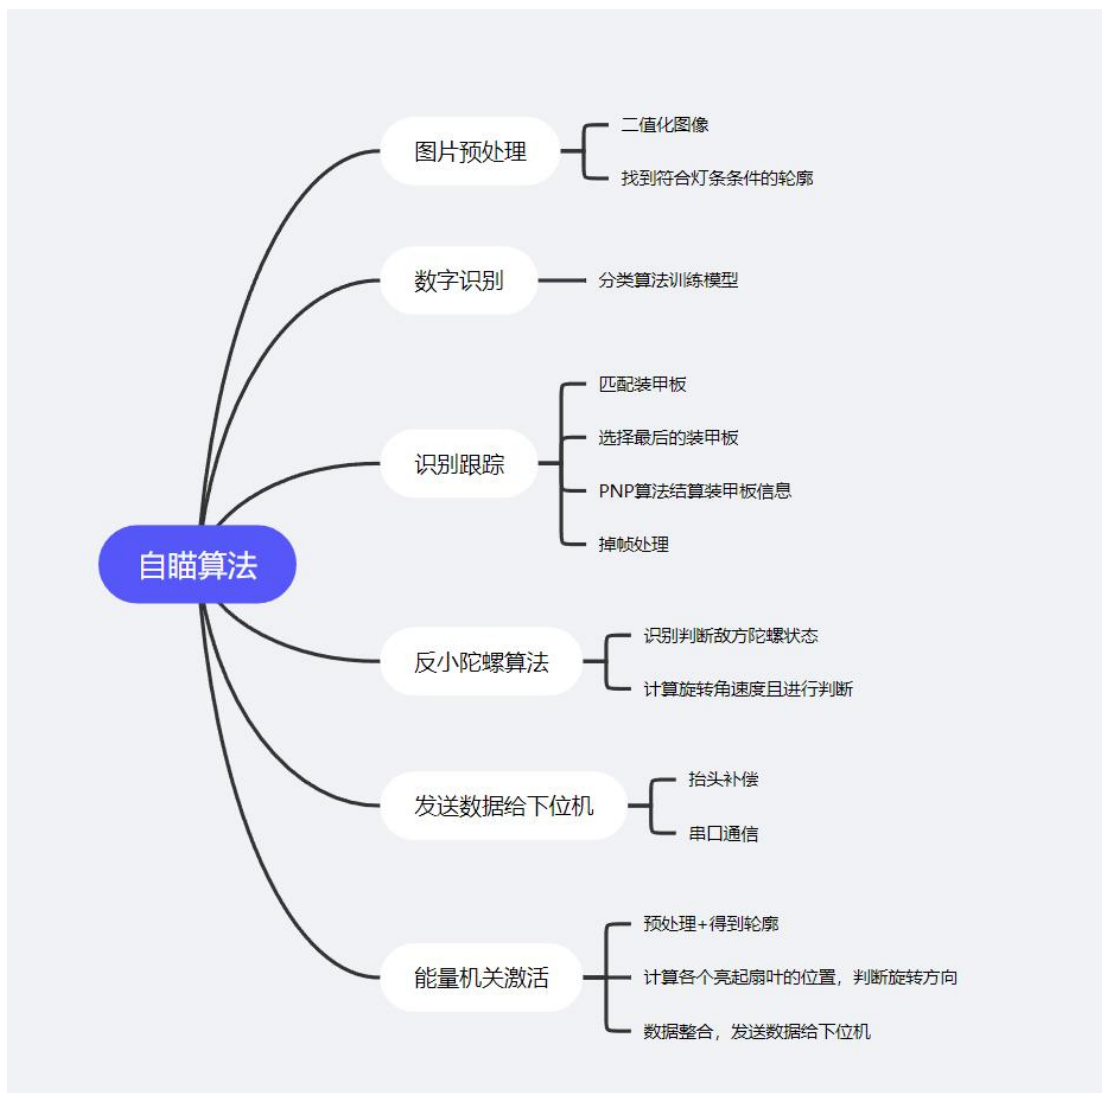 自瞄算法
图片预处理
二值化图像
找到符合灯条条件的轮廓
数字识别
分类算法训练模型
识别跟踪
匹配装甲板
选择最后的装甲板
PNP算法结算装甲板信息
掉帧处理
反小陀螺算法
识别判断敌方陀螺状态
计算旋转角速度且进行判断
发送数据给下位机
抬头补偿
串口通信
能量机关激活
预处理+得到轮廓
计算各个亮起扇叶的位置，判断旋转方向
数据整合，发送数据给下位机